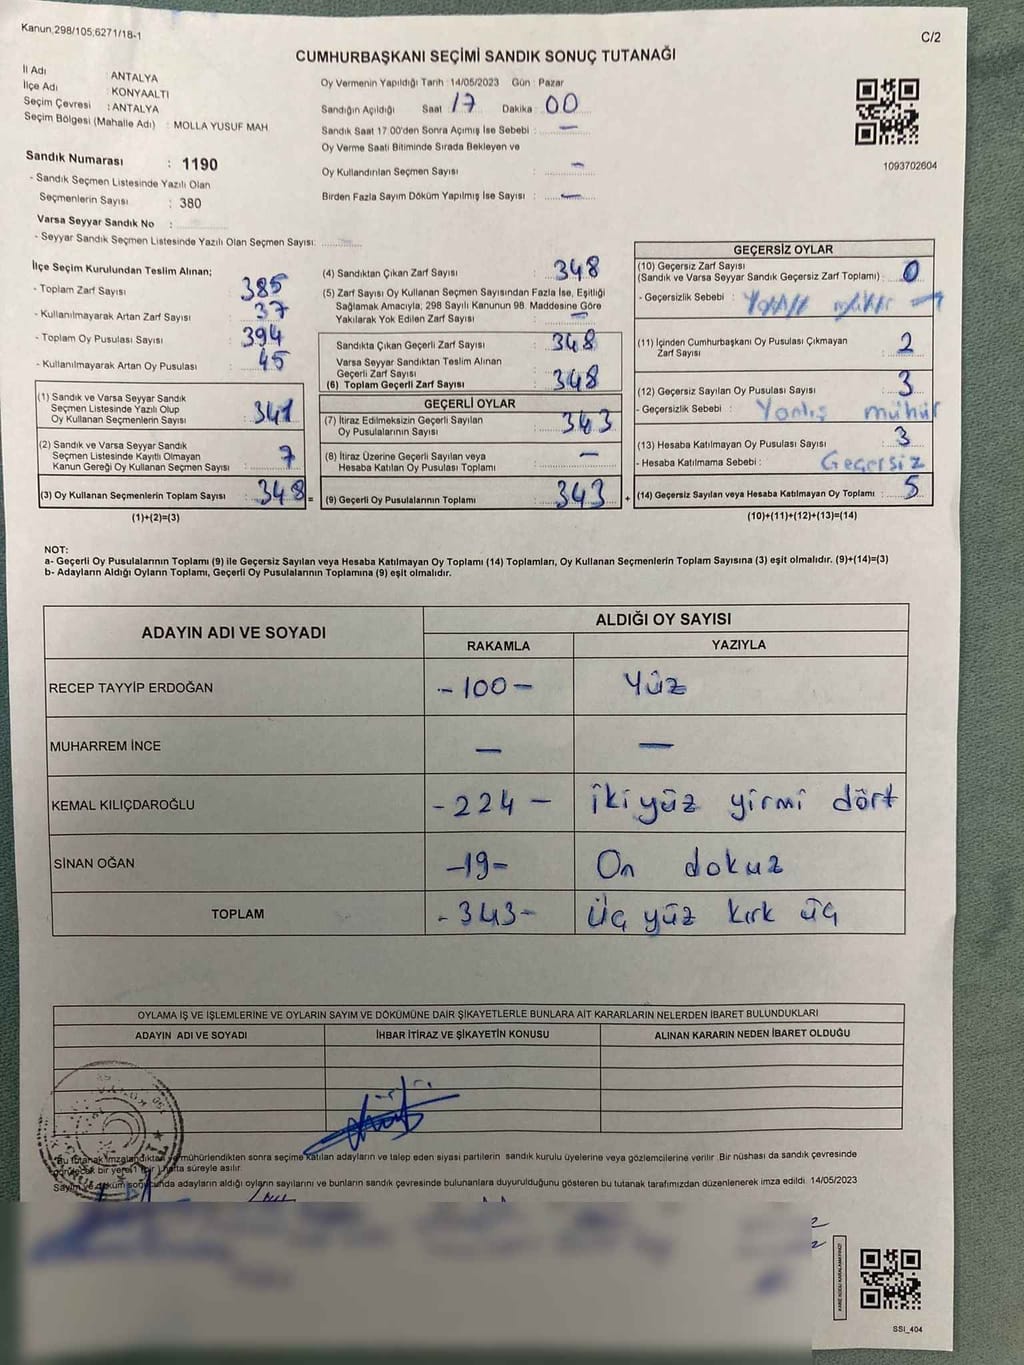 Kanun;298/105;6271/18-1
C/2
CUMHURBAŞKANI SEÇİMİ SANDIK SONUÇ TUTANAĞI
İl Adı : ANTALYA
İlçe Adı : KONYAALTI
Seçim Çevresi : ANTALYA
Seçim Bölgesi (Mahalle Adı) : MOLLA YUSUF MAH
Oy Vermenin Yapıldığı Tarih : 14/05/2023 Gün : Pazar
Sandığın Açıldığı Saat 17 Dakika 00
Sandık Saat 17:00'den Sonra Açımış İse Sebebi : —
Oy Verme Saati Bitiminde Sırada Bekleyen ve
Oy Kullandırılan Seçmen Sayısı : —
Birden Fazla Sayım Döküm Yapılmış İse Sayısı : —
1093702604
Sandık Numarası : 1190
- Sandık Seçmen Listesinde Yazılı Olan
Seçmenlerin Sayısı : 380
Varsa Seyyar Sandık No :
- Seyyar Sandık Seçmen Listesinde Yazılı Olan Seçmen Sayısı:
İlçe Seçim Kurulundan Teslim Alınan;
- Toplam Zarf Sayısı : 385
- Kullanılmayarak Artan Zarf Sayısı : 37
- Toplam Oy Pusulası Sayısı : 394
- Kullanılmayarak Artan Oy Pusulası : 45
(1) Sandık ve Varsa Seyyar Sandık
Seçmen Listesinde Yazılı Olup
Oy Kullanan Seçmenlerin Sayısı : 341
(2) Sandık ve Varsa Seyyar Sandık
Seçmen Listesinde Kayıtlı Olmayan
Kanun Gereği Oy Kullanan Seçmen Sayısı : 7
(3) Oy Kullanan Seçmenlerin Toplam Sayısı : 348 =
(1)+(2)=(3)
(4) Sandıktan Çıkan Zarf Sayısı : 348
(5) Zarf Sayısı Oy Kullanan Seçmen Sayısından Fazla İse, Eşitliği
Sağlamak Amacıyla, 298 Sayılı Kanunun 98. Maddesine Göre
Yakılarak Yok Edilen Zarf Sayısı : —
Sandıkta Çıkan Geçerli Zarf Sayısı : 348
Varsa Seyyar Sandıktan Teslim Alınan
Geçerli Zarf Sayısı
(6) Toplam Geçerli Zarf Sayısı : 348
GEÇERLİ OYLAR
(7) İtiraz Edilmeksizin Geçerli Sayılan
Oy Pusulalarının Sayısı : 343
(8) İtiraz Üzerine Geçerli Sayılan veya
Hesaba Katılan Oy Pusulası Toplamı : —
(9) Geçerli Oy Pusulalarının Toplamı : 343 +
GEÇERSİZ OYLAR
(10) Geçersiz Zarf Sayısı
(Sandık ve Varsa Seyyar Sandık Geçersiz Zarf Toplamı) : 0
- Geçersizlik Sebebi :
(11) İçinden Cumhurbaşkanı Oy Pusulası Çıkmayan
Zarf Sayısı : 2
(12) Geçersiz Sayılan Oy Pusulası Sayısı : 3
- Geçersizlik Sebebi : Yanlış mühür
(13) Hesaba Katılmayan Oy Pusulası Sayısı : 3
- Hesaba Katılmama Sebebi : Geçersiz
(14) Geçersiz Sayılan veya Hesaba Katılmayan Oy Toplamı : 5
(10)+(11)+(12)+(13)=(14)
NOT:
a- Geçerli Oy Pusulalarının Toplamı (9) ile Geçersiz Sayılan veya Hesaba Katılmayan Oy Toplamı (14) Toplamları, Oy Kullanan Seçmenlerin Toplam Sayısına (3) eşit olmalıdır. (9)+(14)=(3)
b- Adayların Aldığı Oyların Toplamı, Geçerli Oy Pusulalarının Toplamına (9) eşit olmalıdır.
ADAYIN ADI VE SOYADI ALDIĞI OY SAYISI
RAKAMLA YAZIYLA
RECEP TAYYİP ERDOĞAN -100- Yüz
MUHARREM İNCE — —
KEMAL KILIÇDAROĞLU -224- iki yüz yirmi dört
SİNAN OĞAN -19- On dokuz
TOPLAM -343- Üç yüz kırk üç
OYLAMA İŞ VE İŞLEMLERİNE VE OYLARIN SAYIM VE DÖKÜMÜNE DAİR ŞİKAYETLERLE BUNLARA AİT KARARLARIN NELERDEN İBARET BULUNDUKLARI
ADAYIN ADI VE SOYADI İHBAR İTİRAZ VE ŞİKAYETİN KONUSU ALINAN KARARIN NEDEN İBARET OLDUĞU
Bu tutanak imzalandıktan ve mühürlendikten sonra seçime katılan adayların ve talep eden siyasi partilerin sandık kurulu üyelerine veya gözlemcilerine verilir. Bir nüshası da sandık çevresinde
görülecek bir yere 1 (bir) hafta süreyle asılır.
Sayım ve döküm sonucunda adayların aldığı oyların sayılarını ve bunların sandık çevresinde bulunanlara duyurulduğunu gösteren bu tutanak tarafımızdan düzenlenerek imza edildi. 14/05/2023
SSI_404